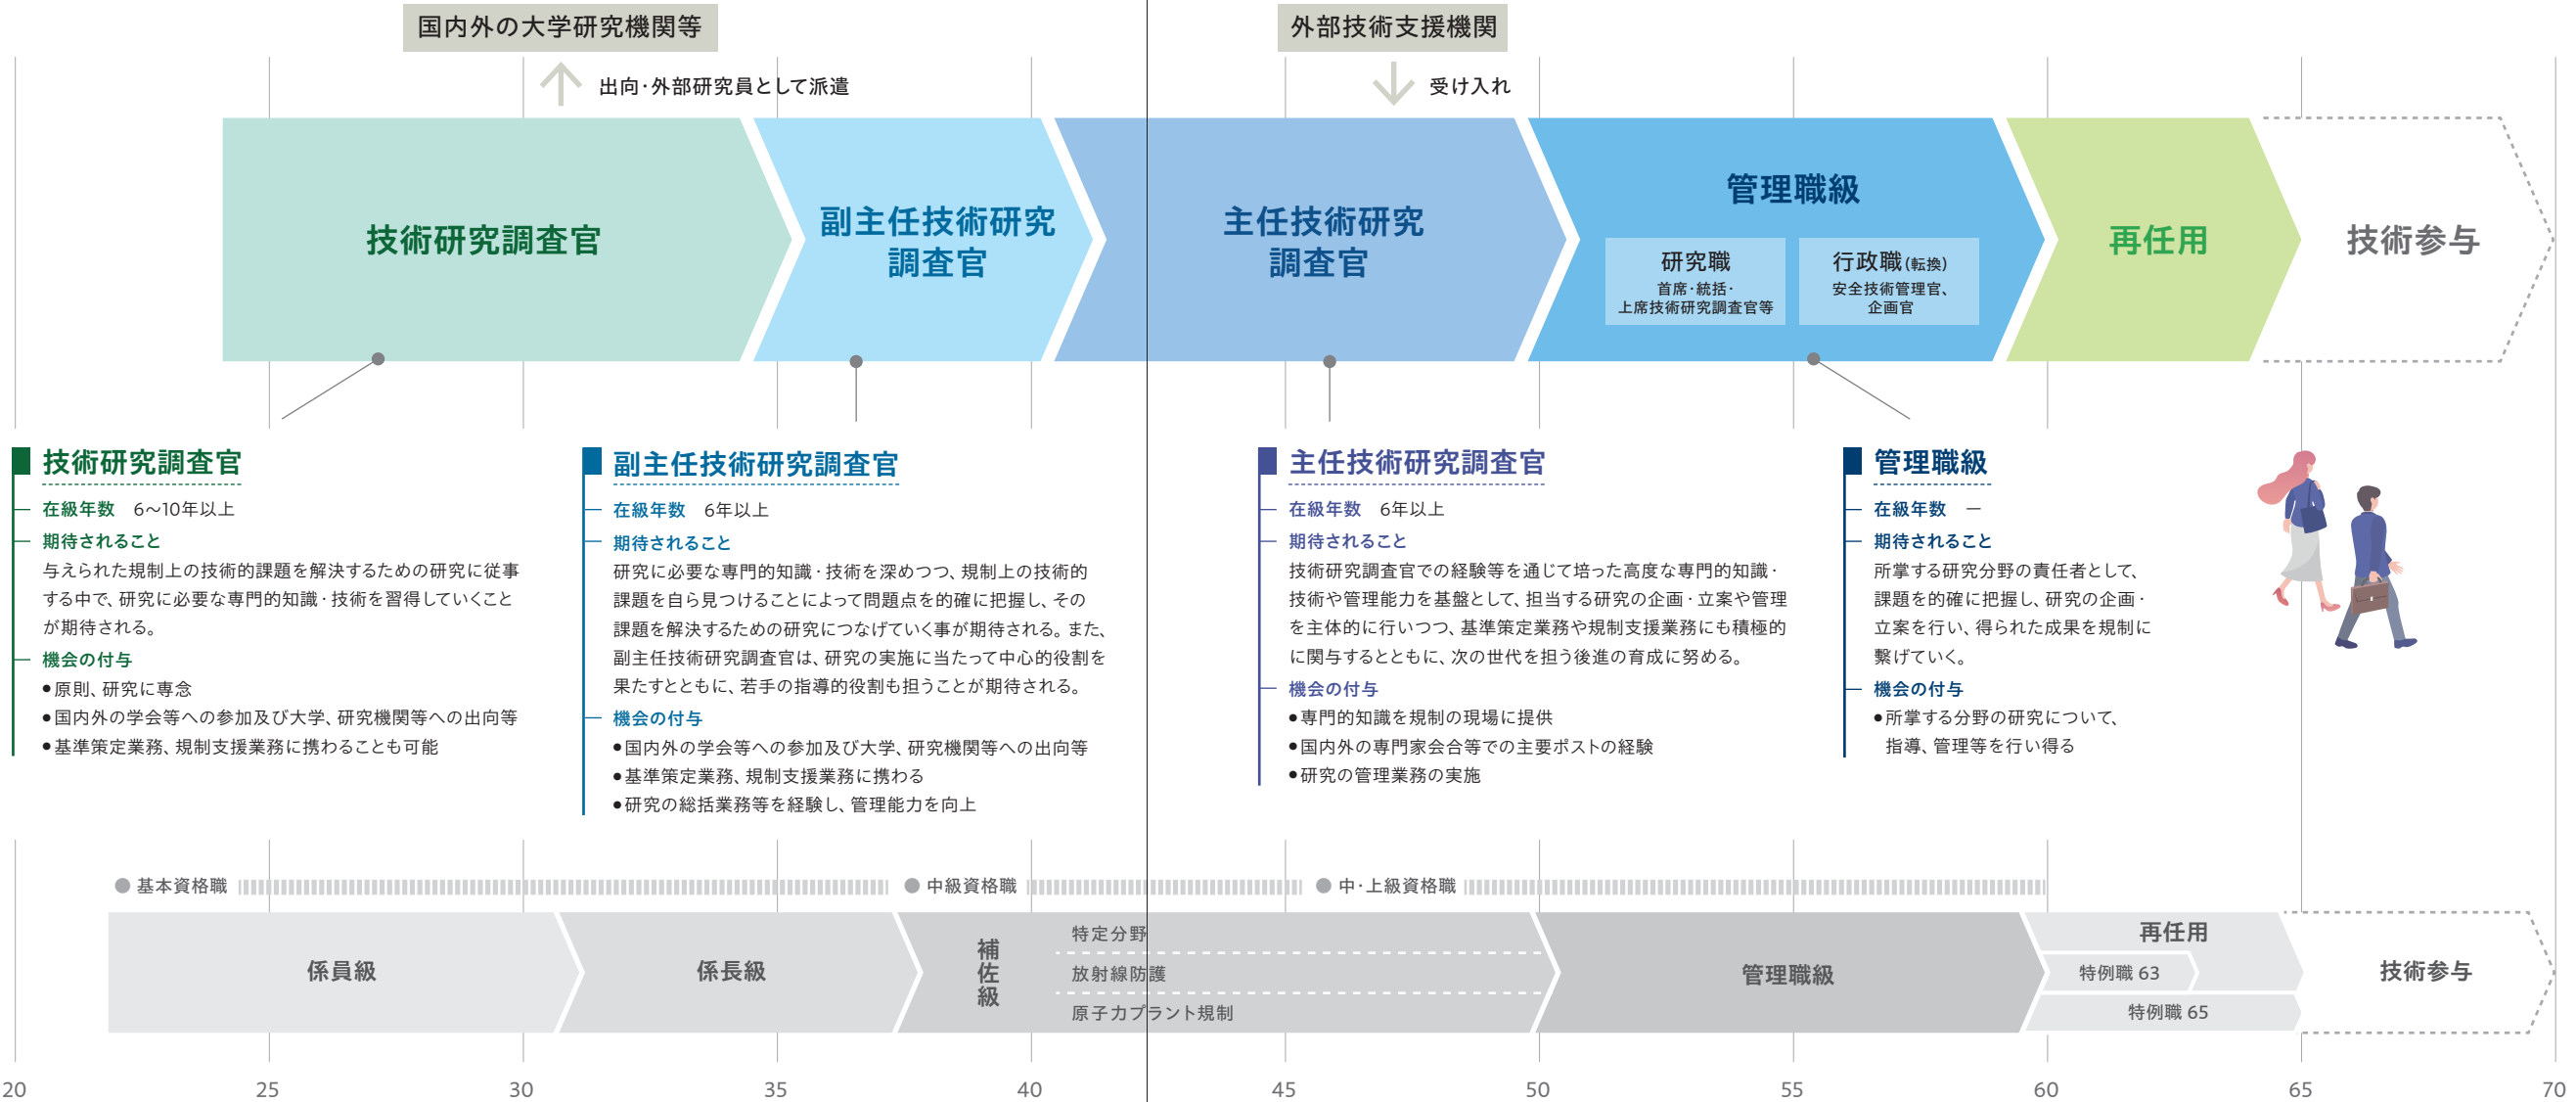 国内外の大学研究機関等
外部技術支援機関
出向・外部研究員として派遣
受け入れ
技術研究調査官
副主任技術研究
調査官
主任技術研究
調査官
管理職級
研究職
首席・統括・
上席技術研究調査官等
行政職(転換)
安全技術管理官、
企画官
再任用
技術参与
技術研究調査官
在級年数 6〜10年以上
期待されること
与えられた規制上の技術的課題を解決するための研究に従事
する中で、研究に必要な専門的知識・技術を習得していくこと
が期待される。
機会の付与
●原則、研究に専念
●国内外の学会等への参加及び大学、研究機関等への出向等
●基準策定業務、規制支援業務に携わることも可能
副主任技術研究調査官
在級年数 6年以上
期待されること
研究に必要な専門的知識・技術を深めつつ、規制上の技術的
課題を自ら見つけることによって問題点を的確に把握し、その
課題を解決するための研究につなげていく事が期待される。また、
副主任技術研究調査官は、研究の実施に当たって中心的役割を
果たすとともに、若手の指導的役割も担うことが期待される。
機会の付与
●国内外の学会等への参加及び大学、研究機関等への出向等
●基準策定業務、規制支援業務に携わる
●研究の総括業務等を経験し、管理能力を向上
主任技術研究調査官
在級年数 6年以上
期待されること
技術研究調査官での経験等を通じて培った高度な専門的知識・
技術や管理能力を基盤として、担当する研究の企画・立案や管理
を主体的に行いつつ、基準策定業務や規制支援業務にも積極的
に関与するとともに、次の世代を担う後進の育成に努める。
機会の付与
●専門的知識を規制の現場に提供
●国内外の専門家会合等での主要ポストの経験
●研究の管理業務の実施
管理職級
在級年数 ー
期待されること
所掌する研究分野の責任者として、
課題を的確に把握し、研究の企画・
立案を行い、得られた成果を規制に
繋げていく。
機会の付与
●所掌する分野の研究について、
指導、管理等を行い得る
●基本資格職
●中級資格職
●中・上級資格職
係員級
係長級
補佐級
特定分野
放射線防護
原子力プラント規制
管理職級
再任用
特例職 63
特例職 65
技術参与
20 25 30 35 40 45 50 55 60 65 70